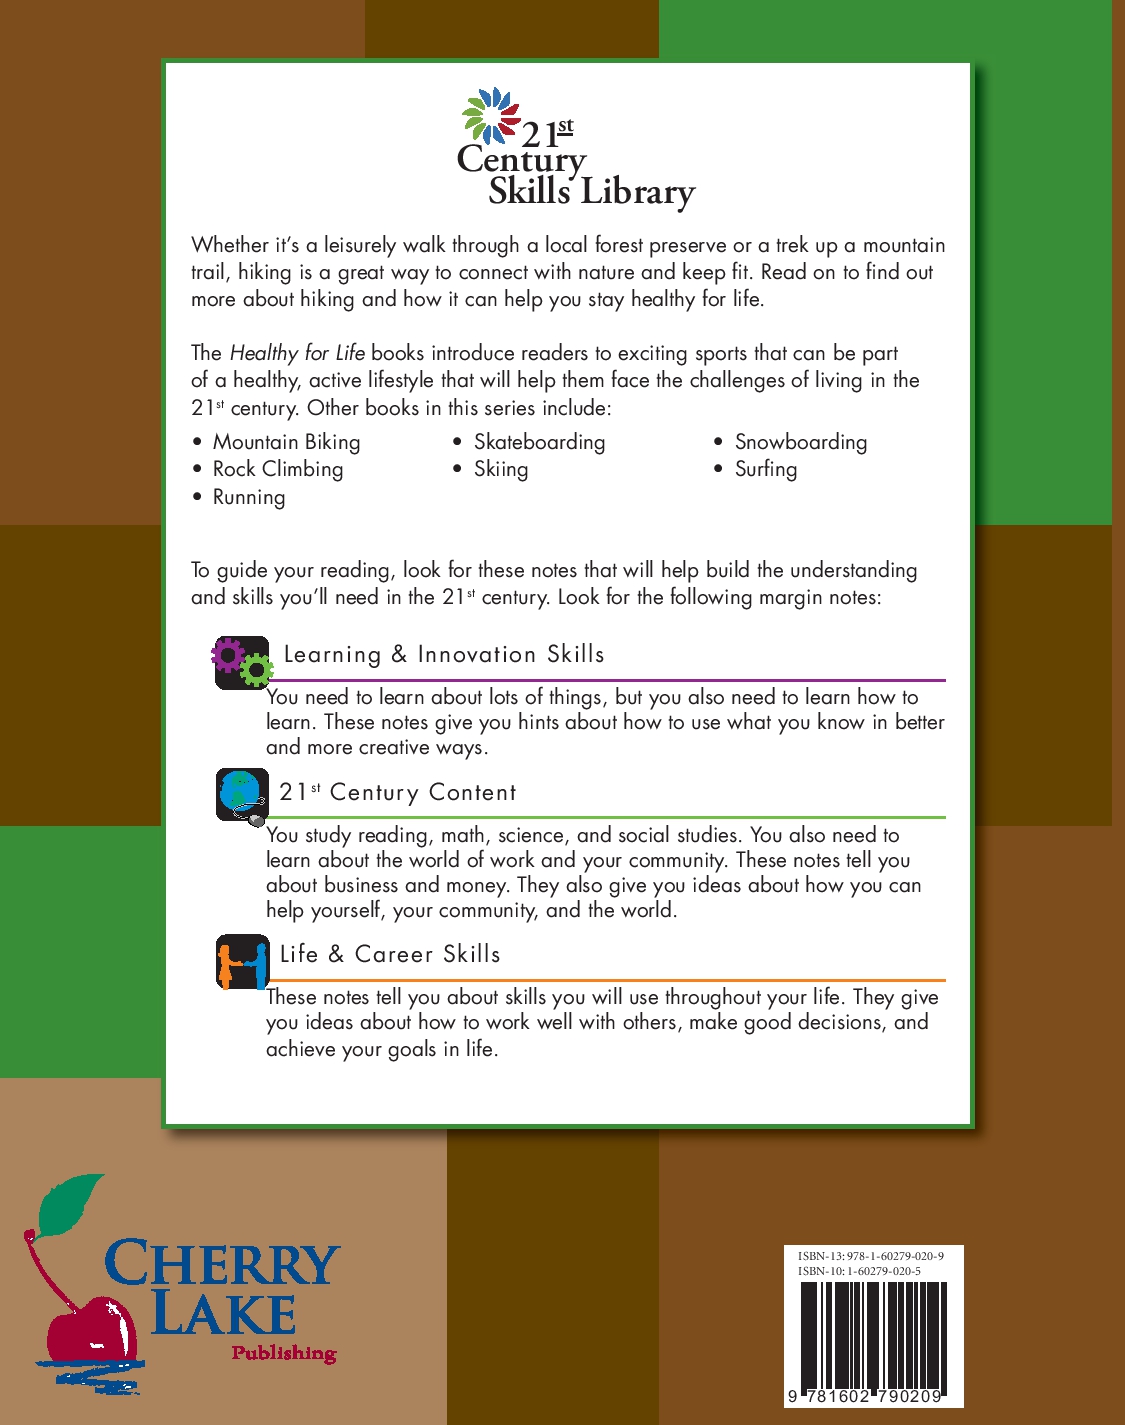 21st
Century
Skills Library
Whether it's a leisurely walk through a local forest preserve or a trek up a mountain
trail, hiking is a great way to connect with nature and keep fit. Read on to find out
more about hiking and how it can help you stay healthy for life.
The Healthy for Life books introduce readers to exciting sports that can be part
of a healthy, active lifestyle that will help them face the challenges of living in the
21st century. Other books in this series include:
• Mountain Biking
• Rock Climbing
• Running
• Skateboarding
• Skiing
• Snowboarding
• Surfing
To guide your reading, look for these notes that will help build the understanding
and skills you'll need in the 21st century. Look for the following margin notes:
Learning & Innovation Skills
You need to learn about lots of things, but you also need to learn how to
learn. These notes give you hints about how to use what you know in better
and more creative ways.
21st Century Content
You study reading, math, science, and social studies. You also need to
learn about the world of work and your community. These notes tell you
about business and money. They also give you ideas about how you can
help yourself, your community, and the world.
Life & Career Skills
These notes tell you about skills you will use throughout your life. They give
you ideas about how to work well with others, make good decisions, and
achieve your goals in life.
CHERRY
LAKE
Publishing
ISBN-13: 978-1-60279-020-9
ISBN-10: 1-60279-020-5
9 781602 790209